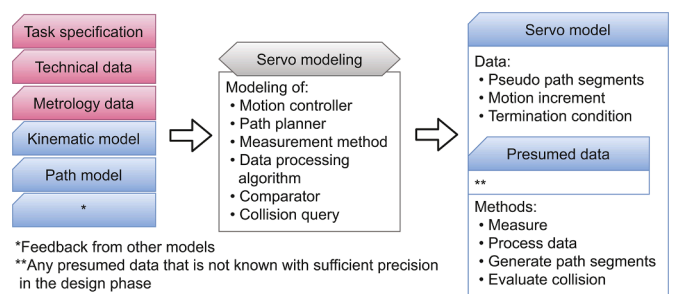 Task specification
Technical data
Metrology data
Kinematic model
Path model
*
*Feedback from other models
**Any presumed data that is not known with sufficient precision
in the design phase
Servo modeling
Modeling of:
• Motion controller
• Path planner
• Measurement method
• Data processing
algorithm
• Comparator
• Collision query
Servo model
Data:
• Pseudo path segments
• Motion increment
• Termination condition
Presumed data
**
Methods:
• Measure
• Process data
• Generate path segments
• Evaluate collision